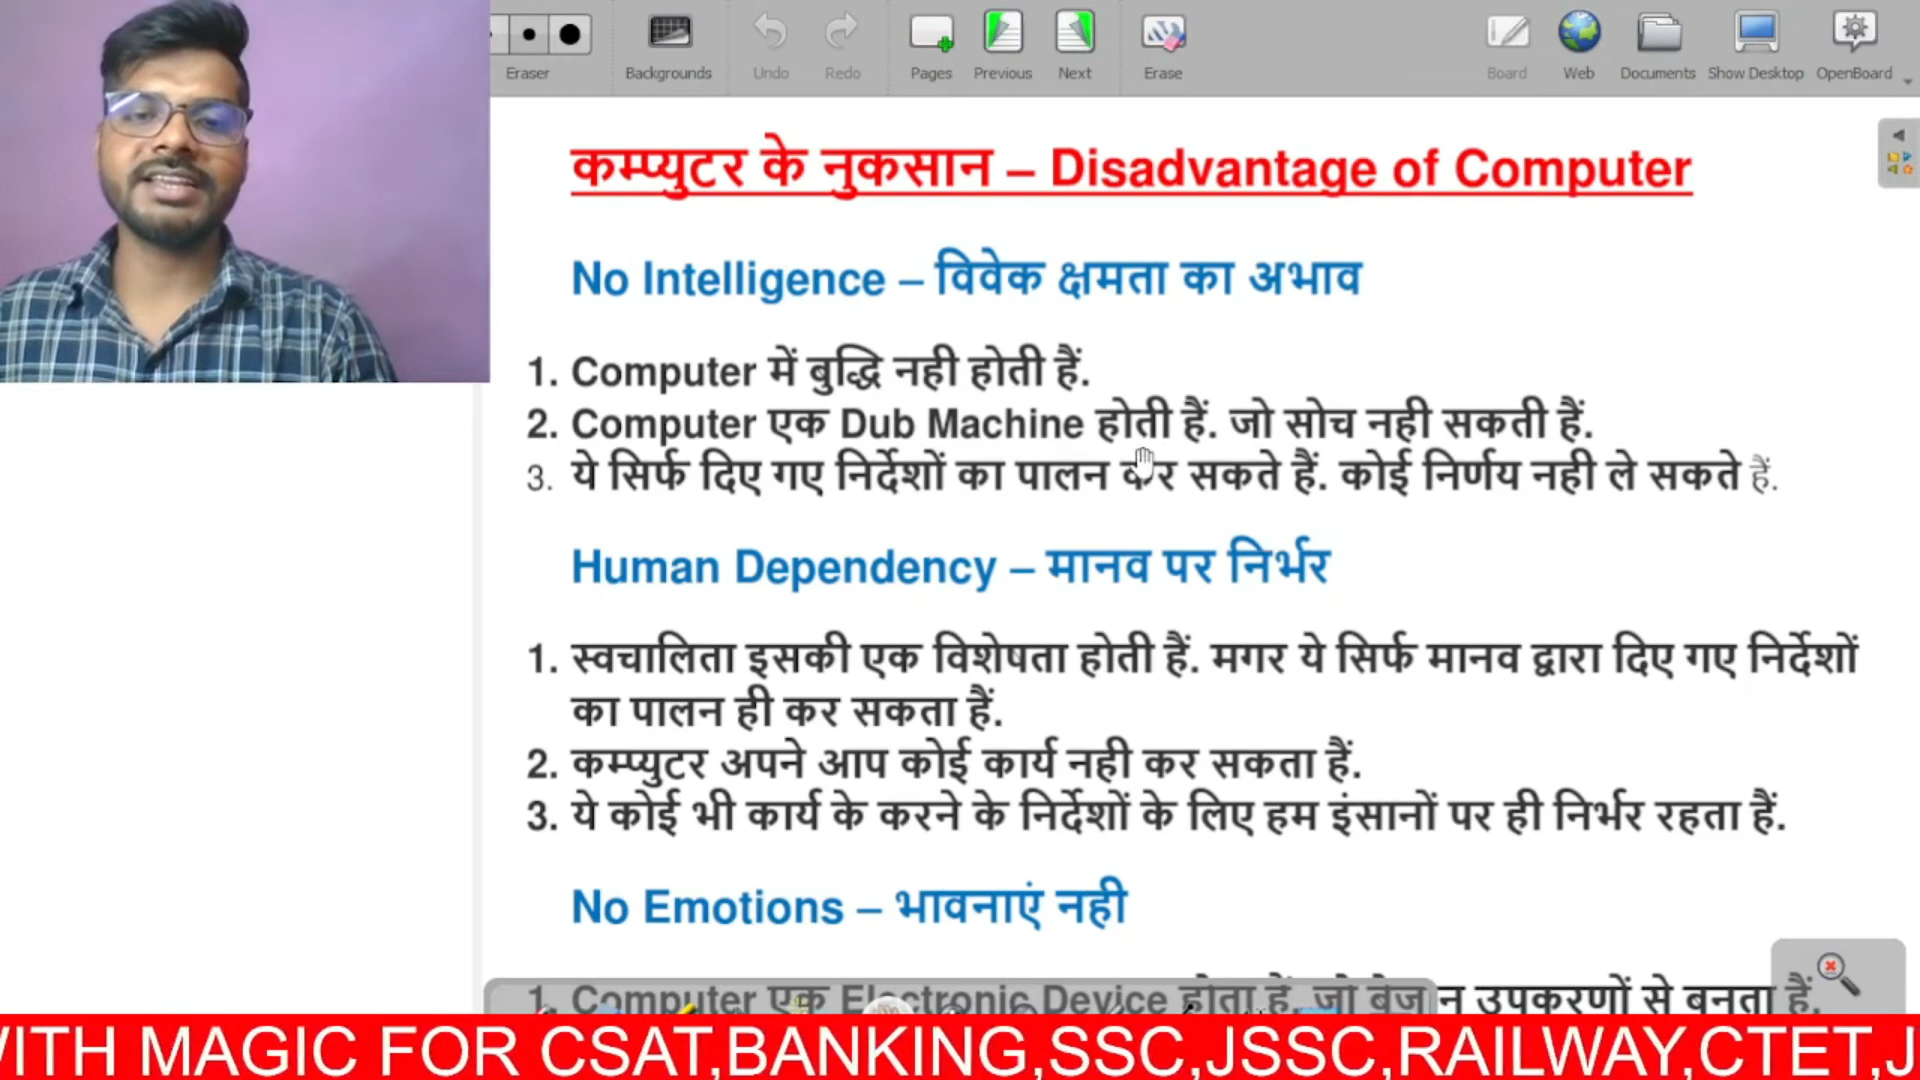 Eraser
Backgrounds
Undo
Redo
Pages
Previous
Next
Erase
Board
Web
Documents
Show Desktop
OpenBoard
कम्प्युटर के नुकसान – Disadvantage of Computer
No Intelligence – विवेक क्षमता का अभाव
1. Computer में बुद्धि नही होती हैं.
2. Computer एक Dub Machine होती हैं. जो सोच नही सकती हैं.
3. ये सिर्फ दिए गए निर्देशों का पालन कर सकते हैं. कोई निर्णय नही ले सकते हैं.
Human Dependency – मानव पर निर्भर
1. स्वचालिता इसकी एक विशेषता होती हैं. मगर ये सिर्फ मानव द्वारा दिए गए निर्देशों
का पालन ही कर सकता हैं.
2. कम्प्युटर अपने आप कोई कार्य नही कर सकता हैं.
3. ये कोई भी कार्य के करने के निर्देशों के लिए हम इंसानों पर ही निर्भर रहता हैं.
No Emotions – भावनाएं नही
1. Computer एक Electronic Device होता हैं. जो उपकरणों से बनता हैं.
WITH MAGIC FOR CSAT,BANKING,SSC,JSSC,RAILWAY,CTET,J